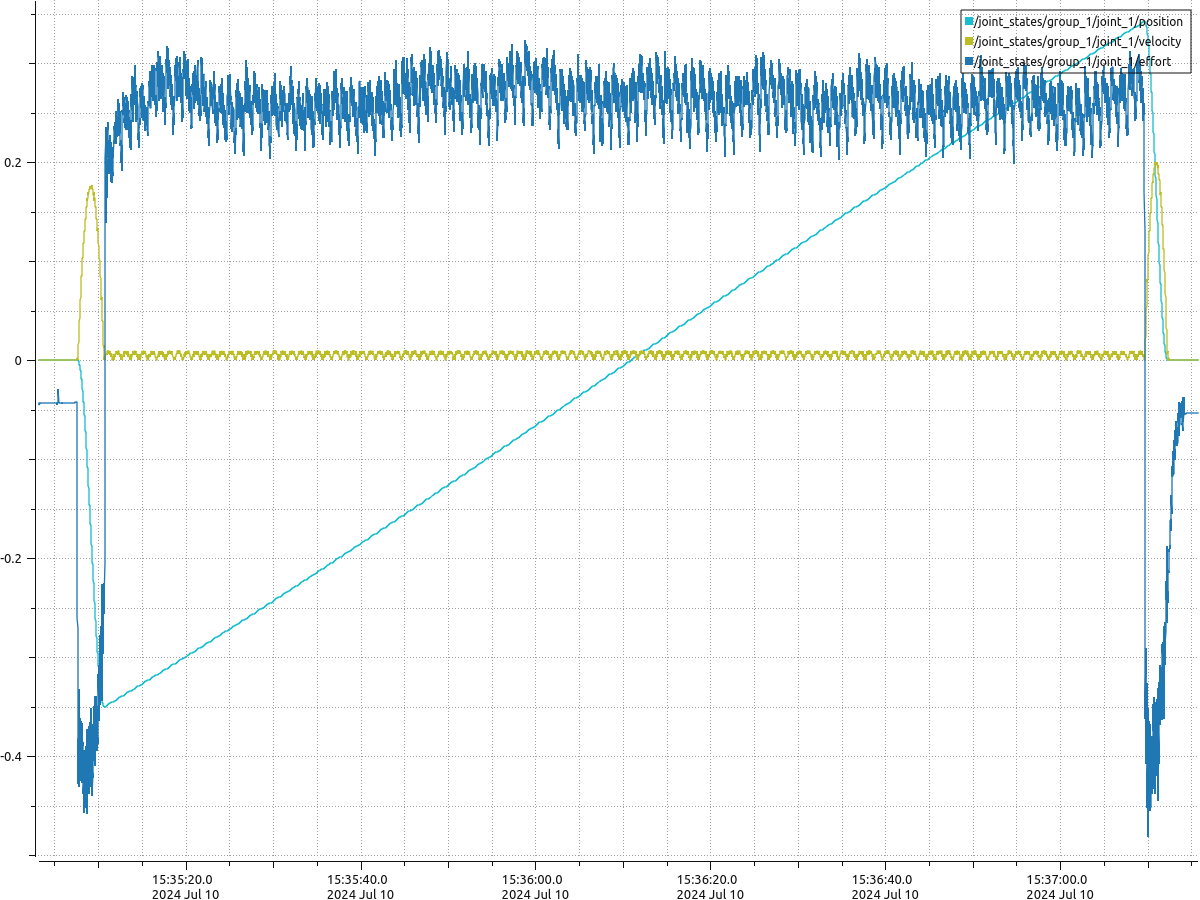 /joint_states/group_1/joint_1/position
/joint_states/group_1/joint_1/velocity
/joint_states/group_1/joint_1/effort
0.2
0
-0.2
-0.4
15:35:20.0 15:35:40.0 15:36:00.0 15:36:20.0 15:36:40.0 15:37:00.0
2024 Jul 10 2024 Jul 10 2024 Jul 10 2024 Jul 10 2024 Jul 10 2024 Jul 10